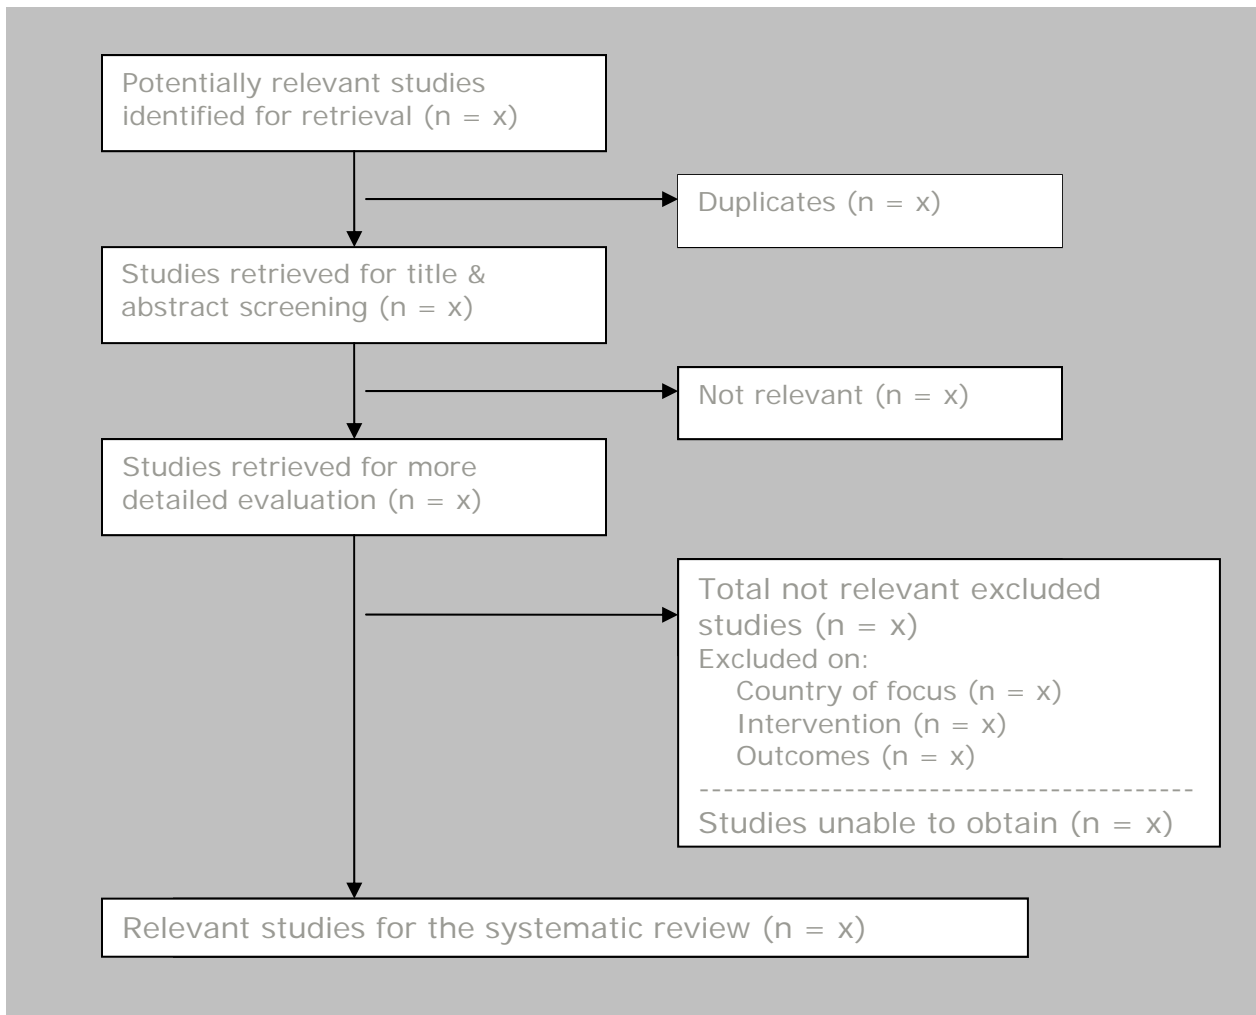 Potentially relevant studies
identified for retrieval (n = x)
Duplicates (n = x)
Studies retrieved for title &
abstract screening (n = x)
Not relevant (n = x)
Studies retrieved for more
detailed evaluation (n = x)
Total not relevant excluded
studies (n = x)
Excluded on:
Country of focus (n = x)
Intervention (n = x)
Outcomes (n = x)
-----------------------------------------
Studies unable to obtain (n = x)
Relevant studies for the systematic review (n = x)